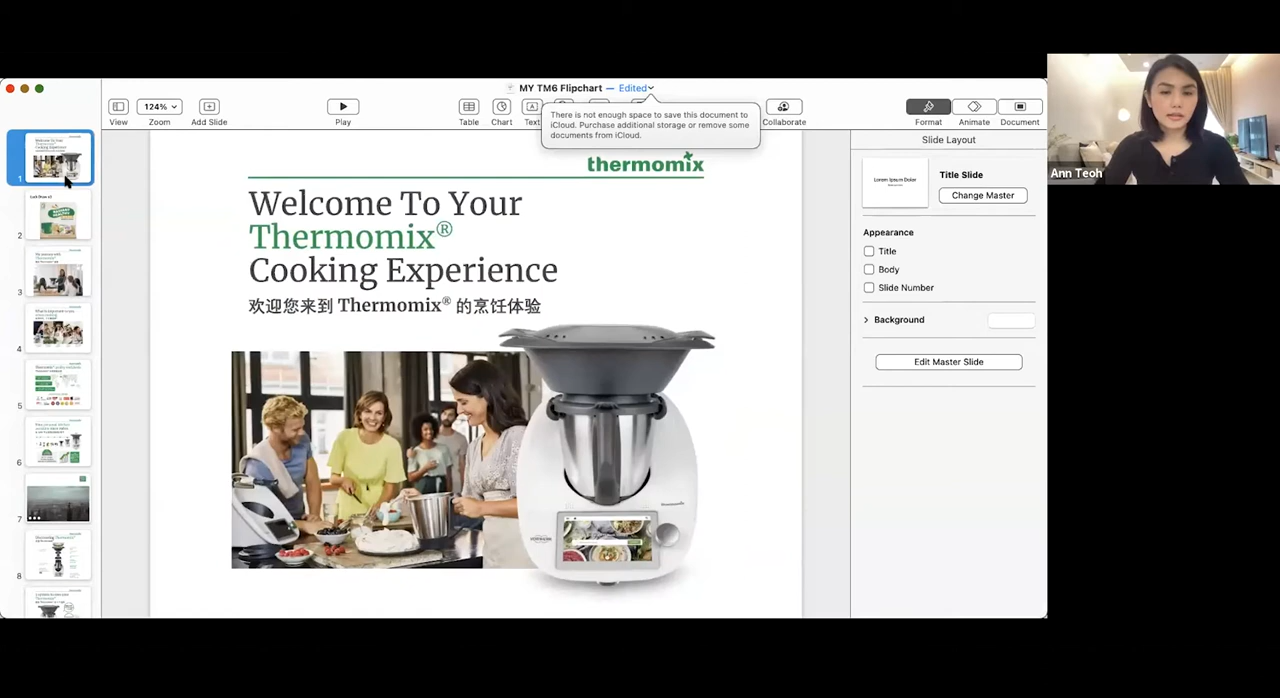 MY TM6 Flipchart — Edited
124%
View
Zoom
Add Slide
Play
Table
Chart
Text
Collaborate
Format
Animate
Document
There is not enough space to save this document to
iCloud. Purchase additional storage or remove some
documents from iCloud.
thermomix
Welcome To Your
Thermomix®
Cooking Experience
欢迎您来到 Thermomix® 的烹饪体验
1
2
3
4
5
6
7
8
Slide Layout
Title Slide
Change Master
Appearance
Title
Body
Slide Number
Background
Edit Master Slide
Ann Teoh